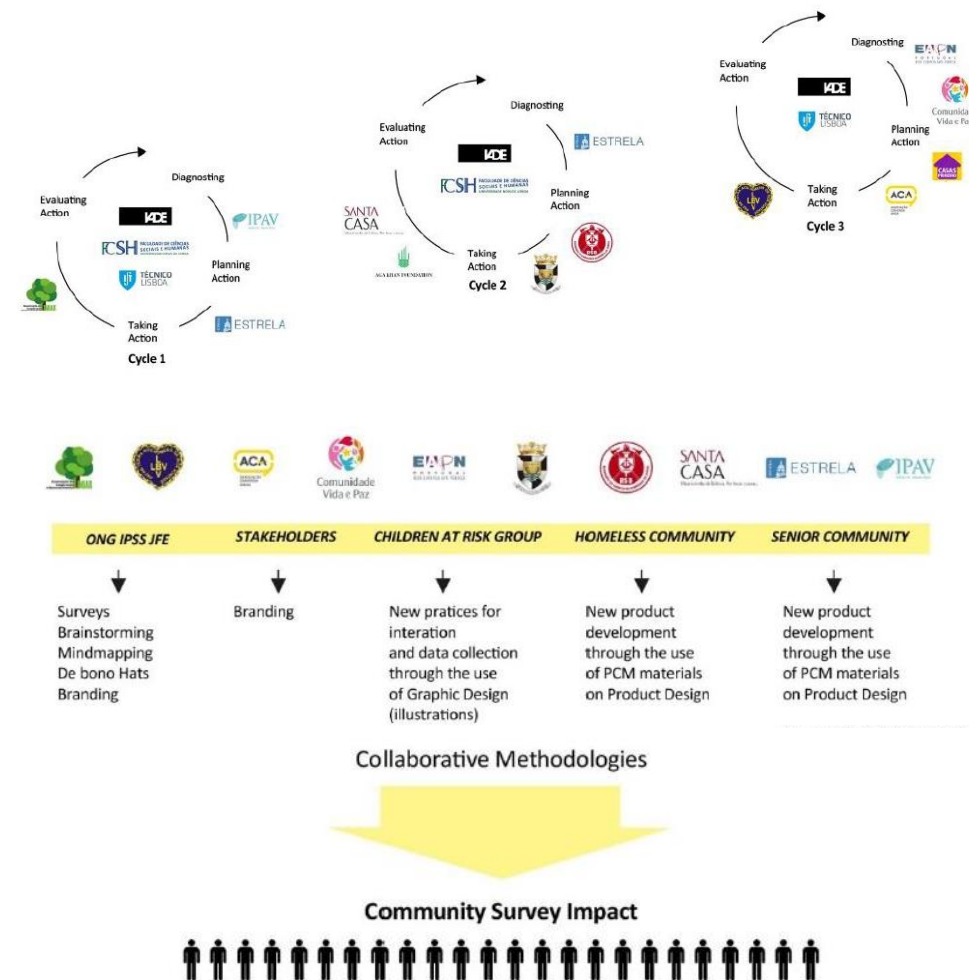 Evaluating
Action
Diagnosting
IADE
FCSH FACULDADE DE CIÊNCIAS
SOCIAIS E HUMANAS
TÉCNICO
LISBOA
IPAV
Planning
Action
ESTRELA
Taking
Action
Cycle 1
Evaluating
Action
Diagnosting
IADE
FCSH FACULDADE DE CIÊNCIAS
SOCIAIS E HUMANAS
ESTRELA
Planning
Action
SANTA
CASA
AGA KHAN FOUNDATION
Taking
Action
Cycle 2
Evaluating
Action
Diagnosting
IADE
TÉCNICO
LISBOA
EAPN
PORTUGAL
Comunida
Vida e Pa
Planning
Action
CASAS
LBV
Taking
Action
ACA
Cycle 3
LBV
ACA
Comunidade
Vida e Paz
EAPN
PORTUGAL
SANTA
CASA
ESTRELA
IPAV
ONG IPSS JFE
STAKEHOLDERS
CHILDREN AT RISK GROUP
HOMELESS COMMUNITY
SENIOR COMMUNITY
Surveys
Brainstorming
Mindmapping
De bono Hats
Branding
Branding
New pratices for
interation
and data collection
through the use
of Graphic Design
(illustrations)
New product
development
through the use
of PCM materials
on Product Design
New product
development
through the use
of PCM materials
on Product Design
Collaborative Methodologies
Community Survey Impact